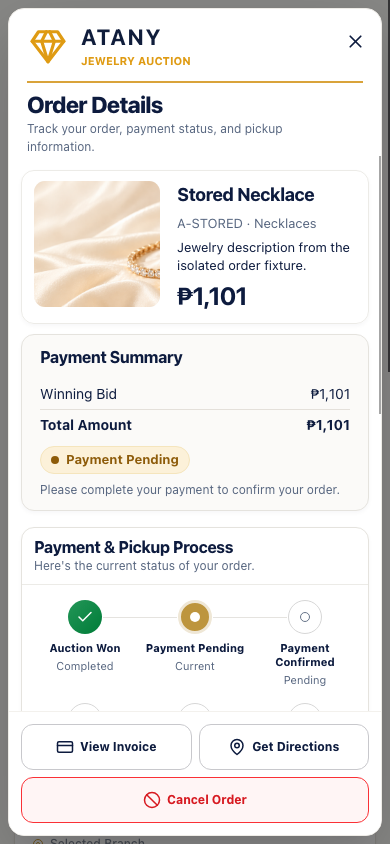 ATANY
JEWELRY AUCTION
Order Details
Track your order, payment status, and pickup
information.
Stored Necklace
A-STORED · Necklaces
Jewelry description from the
isolated order fixture.
₱1,101
Payment Summary
Winning Bid ₱1,101
Total Amount ₱1,101
Payment Pending
Please complete your payment to confirm your order.
Payment & Pickup Process
Here's the current status of your order.
Auction Won
Completed
Payment Pending
Current
Payment
Confirmed
Pending
View Invoice
Get Directions
Cancel Order
Selected Branch